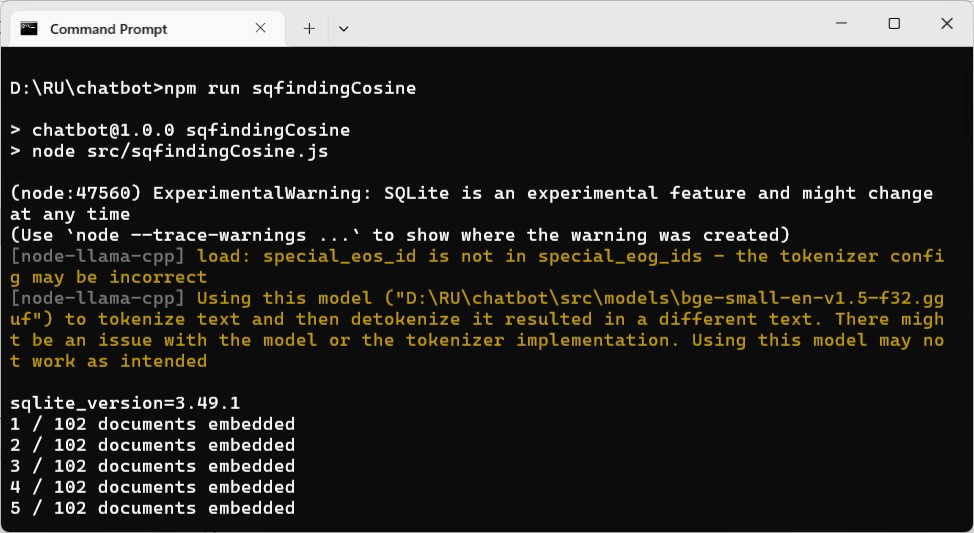 Command Prompt
D:\RU\chatbot>npm run sqfindingCosine
> chatbot@1.0.0 sqfindingCosine
> node src/sqfindingCosine.js
(node:47560) ExperimentalWarning: SQLite is an experimental feature and might change
at any time
(Use `node --trace-warnings ...` to show where the warning was created)
[node-llama-cpp] load: special_eos_id is not in special_eog_ids - the tokenizer confi
g may be incorrect
[node-llama-cpp] Using this model ("D:\RU\chatbot\src\models\bge-small-en-v1.5-f32.gg
uf") to tokenize text and then detokenize it resulted in a different text. There migh
t be an issue with the model or the tokenizer implementation. Using this model may no
t work as intended
sqlite_version=3.49.1
1 / 102 documents embedded
2 / 102 documents embedded
3 / 102 documents embedded
4 / 102 documents embedded
5 / 102 documents embedded